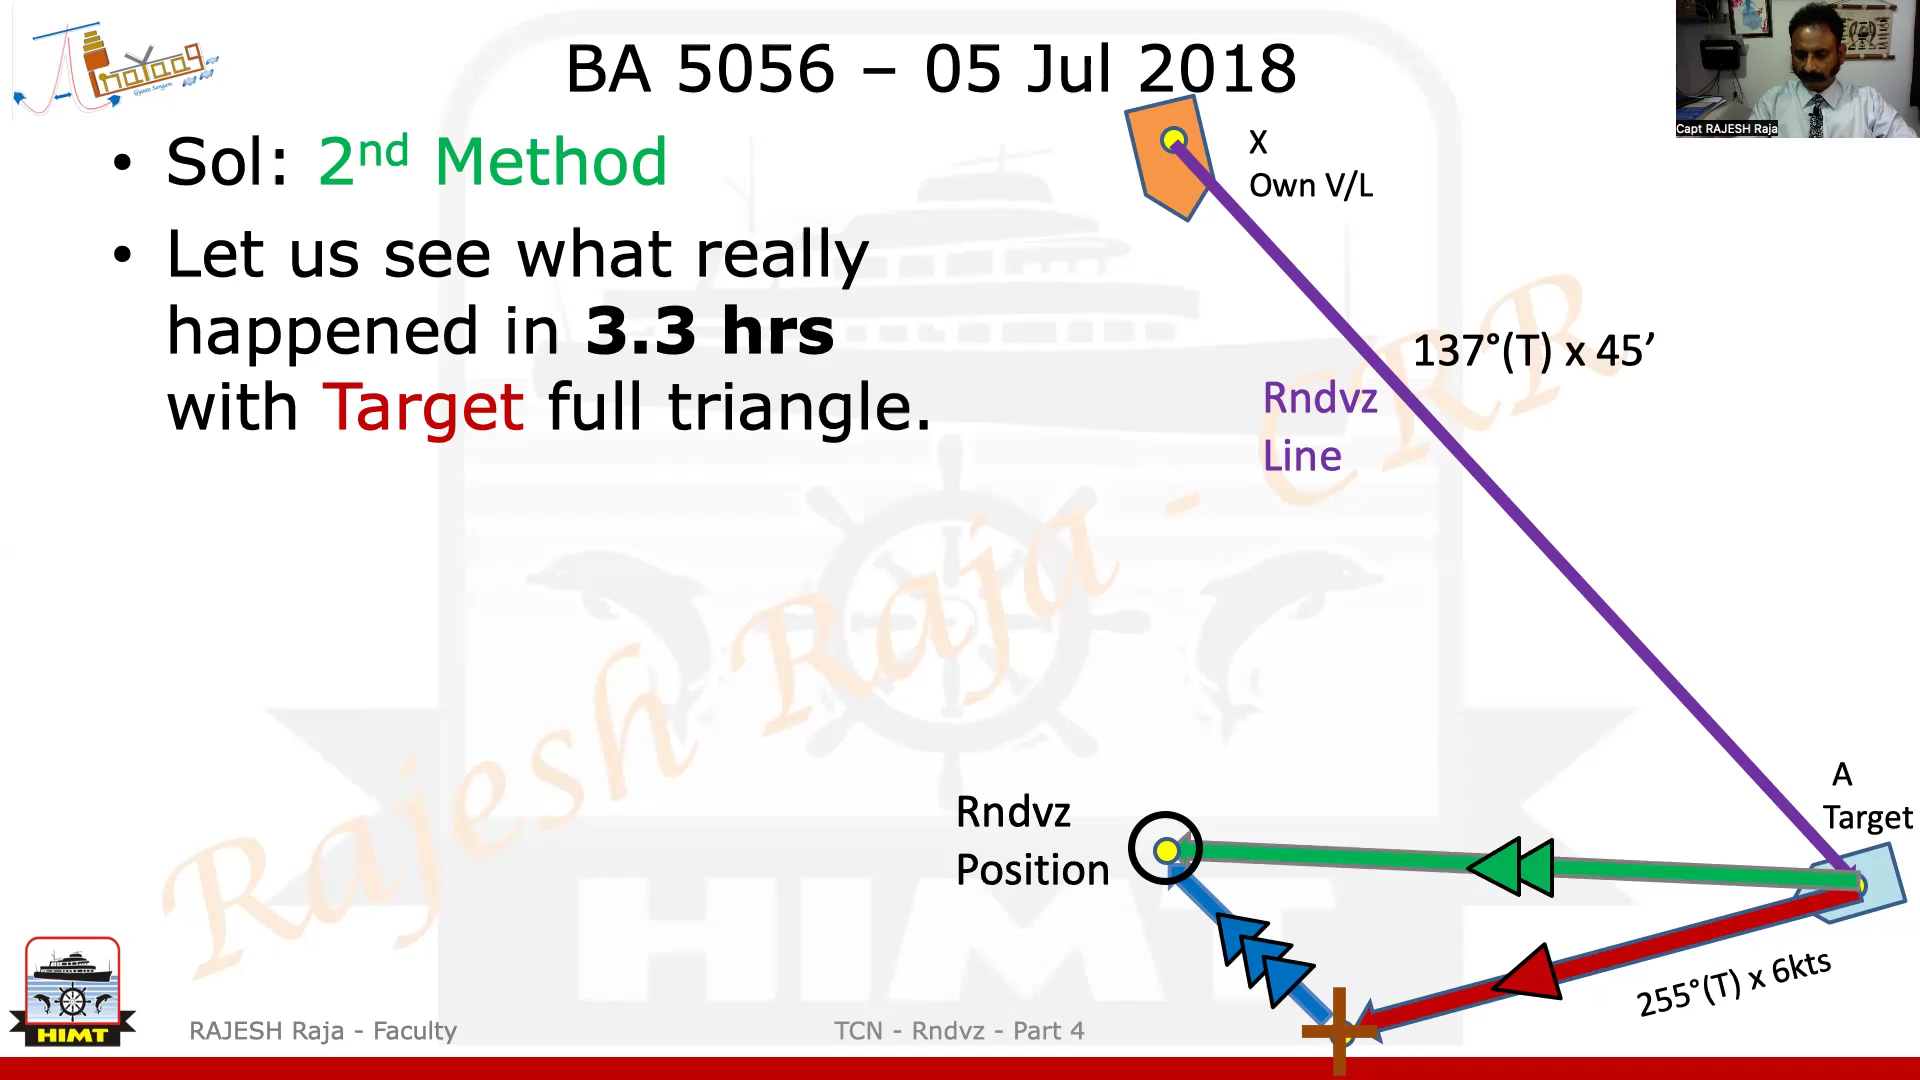 BA 5056 – 05 Jul 2018
• Sol: 2nd Method
• Let us see what really
happened in 3.3 hrs
with Target full triangle.
X
Own V/L
137°(T) x 45’
Rndvz
Line
A
Target
Rndvz
Position
255°(T) x 6kts
Capt RAJESH Raja
Rajesh Raja - CRR
HIMT
HIMT
RAJESH Raja - Faculty
TCN - Rndvz - Part 4